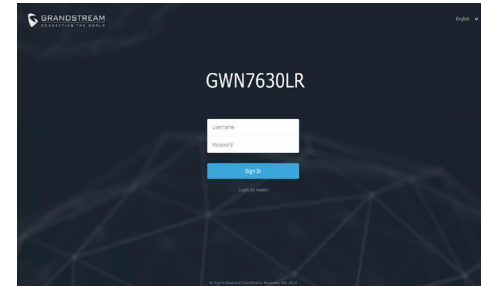 GRANDSTREAM
CONNECTING THE WORLD
English
GWN7630LR
Username
Password
Sign In
Login as master